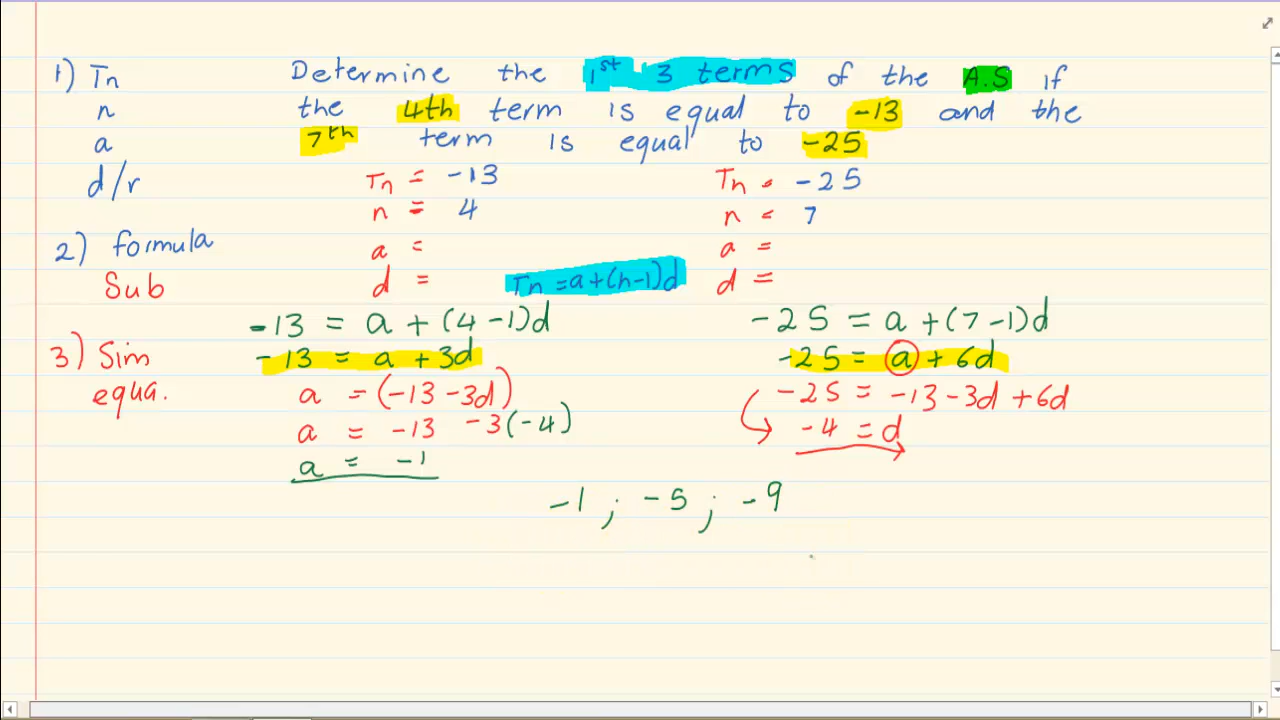 1) Tn Determine the 1st 3 terms of the A.S if
n the 4th term is equal to -13 and the
a 7th term is equal to -25
d/r Tn = -13 Tn = -25
n = 4 n = 7
2) formula a = a =
Sub d = Tn = a + (n-1)d d =
-13 = a + (4-1)d -25 = a + (7-1)d
3) Sim -13 = a + 3d -25 = a + 6d
equa. a = (-13 - 3d) -25 = -13 - 3d + 6d
a = -13 -3(-4) -4 = d
a = -1
-1 ; -5 ; -9